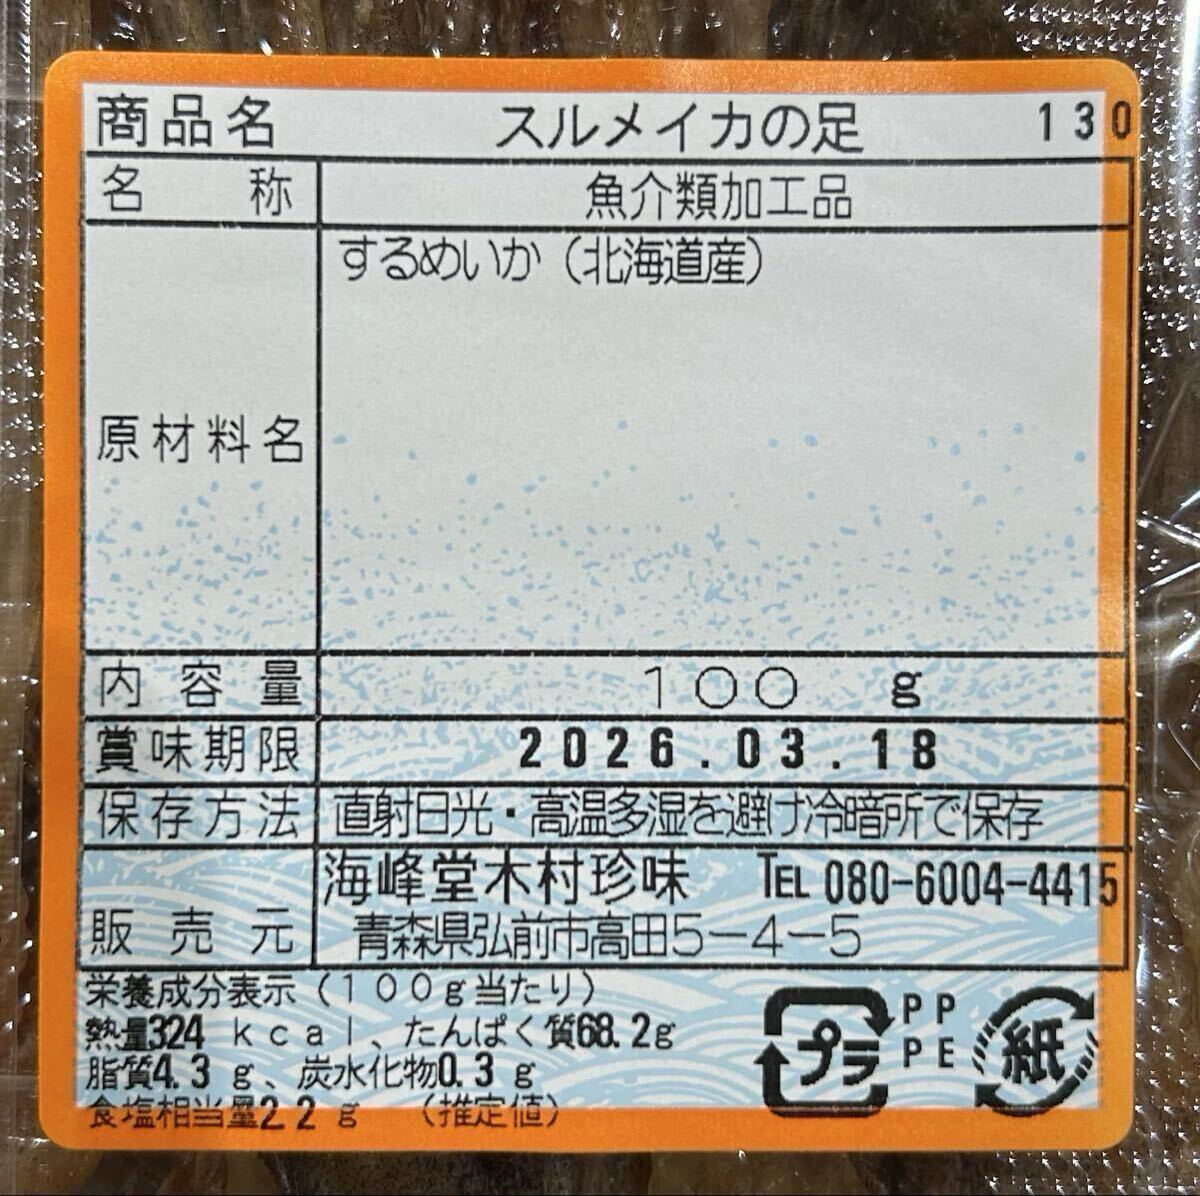 商品名 スルメイカの足 130
名称 魚介類加工品
原材料名 するめいか（北海道産）
内容量 100 g
賞味期限 2026.03.18
保存方法 直射日光・高温多湿を避け冷暗所で保存
販売元 海峰堂木村珍味 TEL 080-6004-4415
青森県弘前市高田5-4-5
栄養成分表示（100g当たり）
熱量324 kcal、たんぱく質68.2g
脂質4.3 g、炭水化物0.3 g
食塩相当量2.2 g （推定値）
プラ PP PE 紙